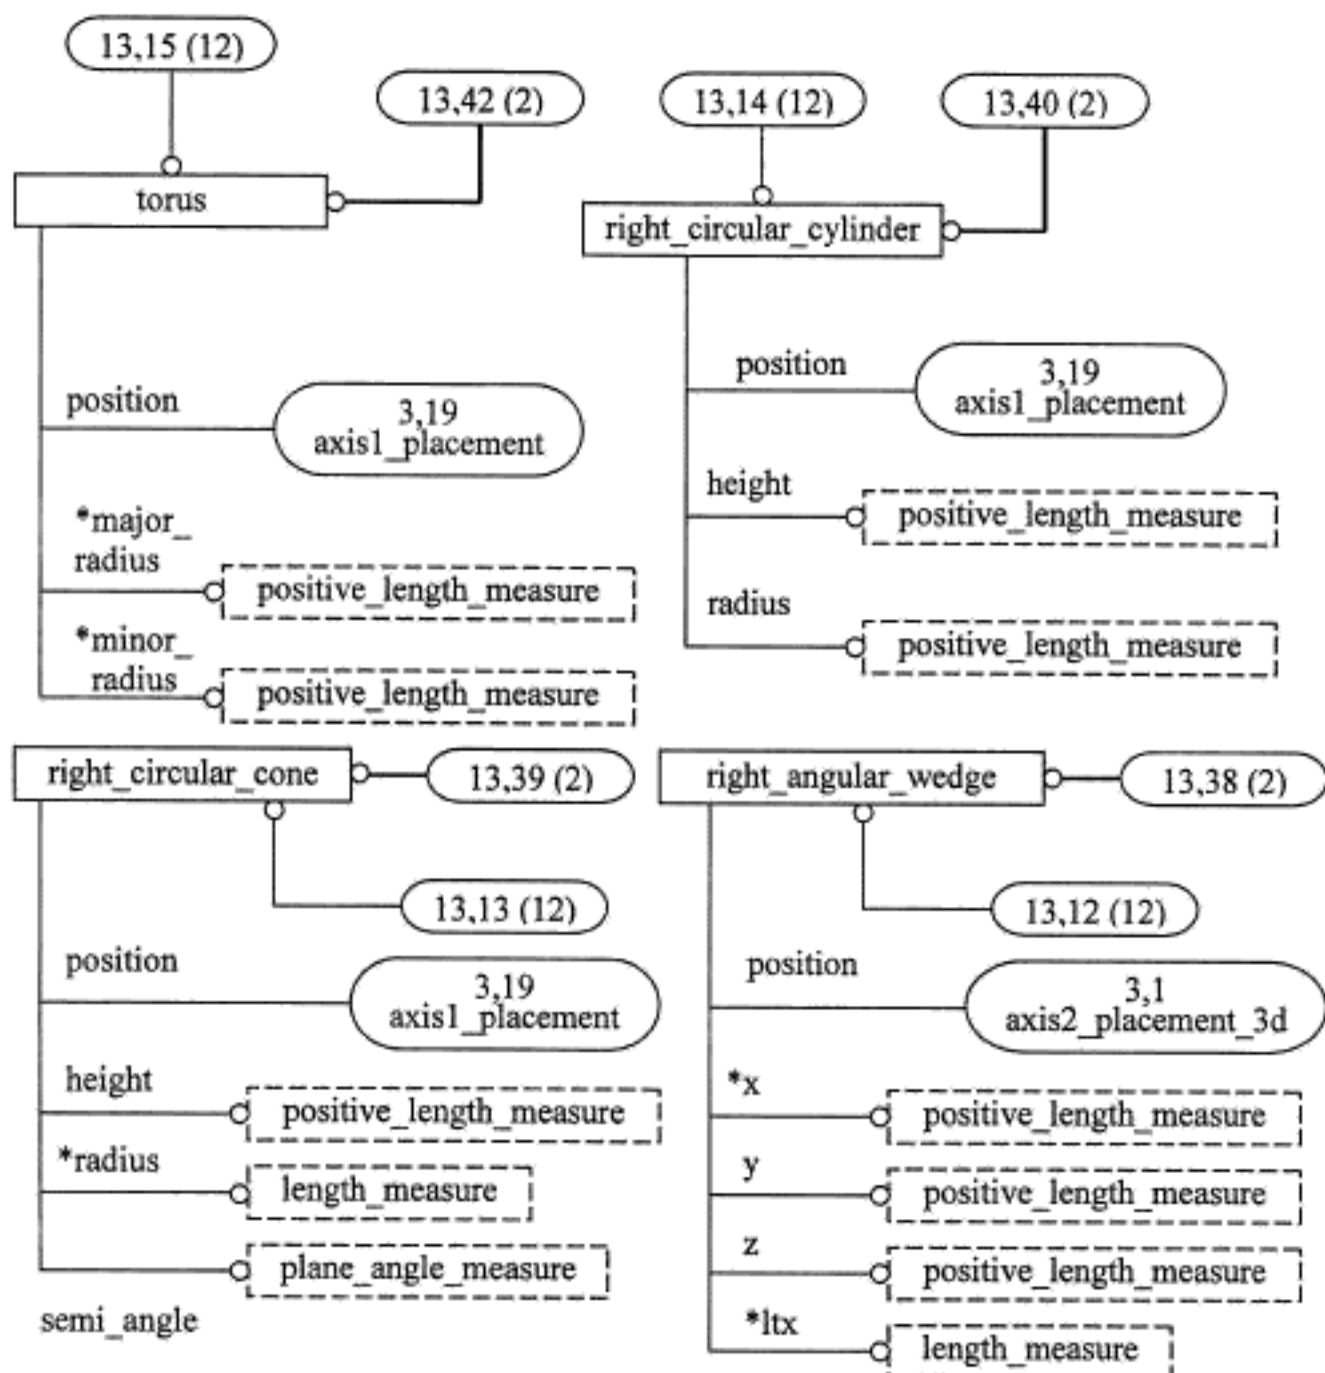 13,15 (12)
13,42 (2)
torus
position
3,19
axis1_placement
*major_
radius
positive_length_measure
*minor_
radius
positive_length_measure
13,14 (12)
13,40 (2)
right_circular_cylinder
position
3,19
axis1_placement
height
positive_length_measure
radius
positive_length_measure
right_circular_cone
13,39 (2)
13,13 (12)
position
3,19
axis1_placement
height
positive_length_measure
*radius
length_measure
plane_angle_measure
semi_angle
right_angular_wedge
13,38 (2)
13,12 (12)
position
3,1
axis2_placement_3d
*x
positive_length_measure
y
positive_length_measure
z
positive_length_measure
*ltx
length_measure